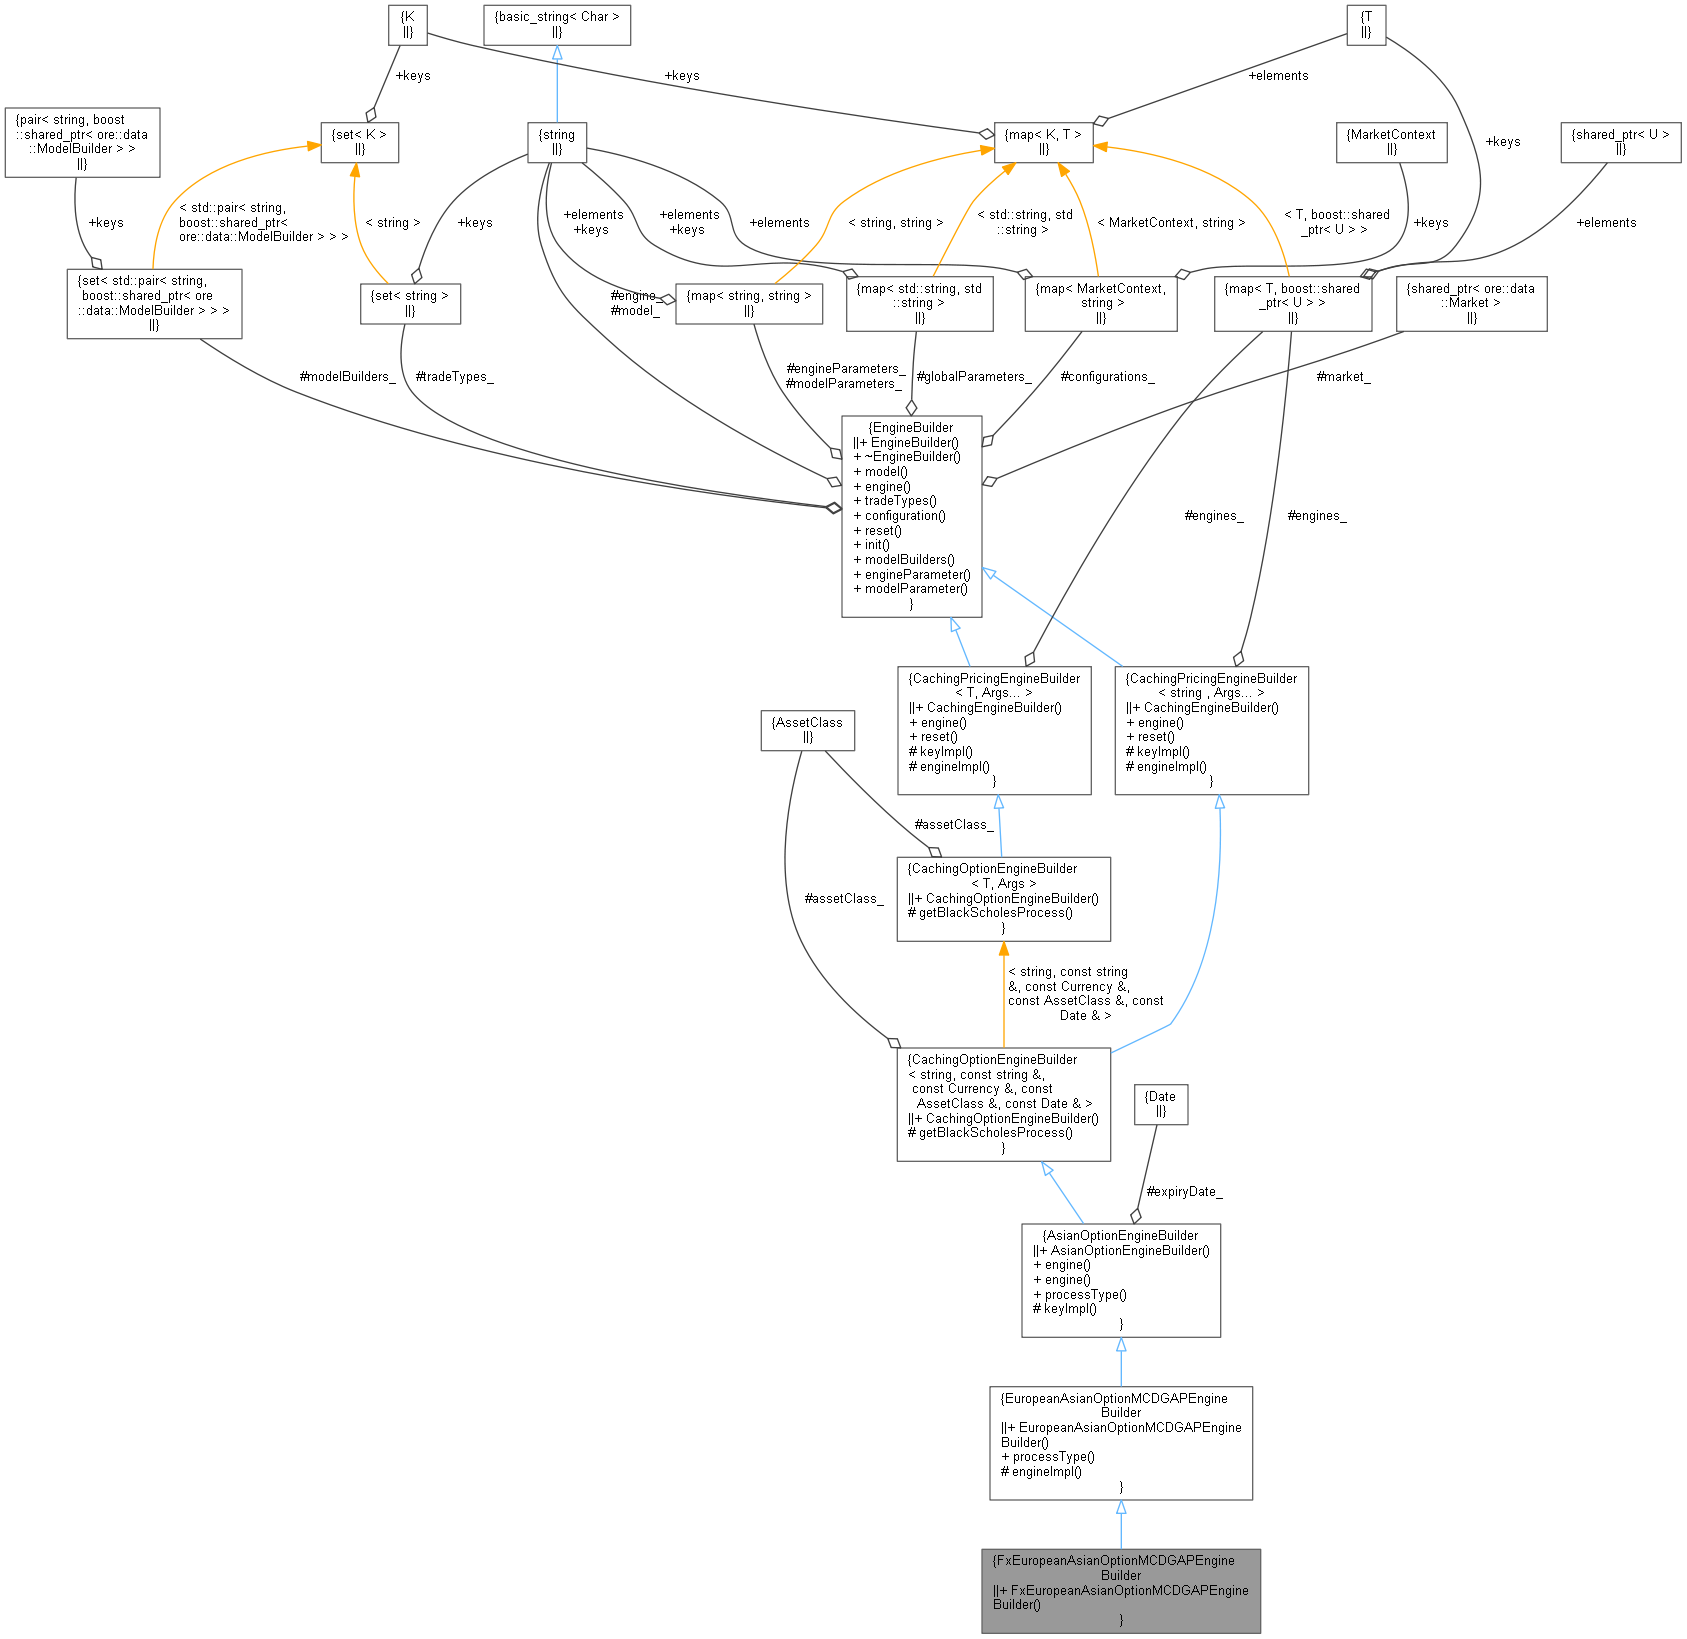 {K
||}
{basic_string< Char >
||}
{T
||}
+keys
+keys
+elements
{pair< string, boost
::shared_ptr< ore::data
::ModelBuilder > >
||}
{set< K >
||}
{string
||}
{map< K, T >
||}
{MarketContext
||}
+keys
{shared_ptr< U >
||}
+keys
< std::pair< string,
boost::shared_ptr<
ore::data::ModelBuilder > > >
< string >
+keys
+elements
+keys
+elements
+keys
+elements
< string, string >
< std::string, std
::string >
< MarketContext, string >
< T, boost::shared
_ptr< U > >
+keys
+elements
{set< std::pair< string,
boost::shared_ptr< ore
::data::ModelBuilder > > >
||}
{set< string >
||}
#engine_
#model_
{map< string, string >
||}
{map< std::string, std
::string >
||}
{map< MarketContext,
string >
||}
{map< T, boost::shared
_ptr< U > >
||}
{shared_ptr< ore::data
::Market >
||}
#modelBuilders_
#tradeTypes_
#engineParameters_
#modelParameters_
#globalParameters_
#configurations_
#market_
{EngineBuilder
||+ EngineBuilder()
+ ~EngineBuilder()
+ model()
+ engine()
+ tradeTypes()
+ configuration()
+ reset()
+ init()
+ modelBuilders()
+ engineParameter()
+ modelParameter()
}
#engines_
#engines_
{CachingPricingEngineBuilder
< T, Args... >
||+ CachingEngineBuilder()
+ engine()
+ reset()
# keyImpl()
# engineImpl()
}
{CachingPricingEngineBuilder
< string , Args... >
||+ CachingEngineBuilder()
+ engine()
+ reset()
# keyImpl()
# engineImpl()
}
{AssetClass
||}
#assetClass_
#assetClass_
{CachingOptionEngineBuilder
< T, Args >
||+ CachingOptionEngineBuilder()
# getBlackScholesProcess()
}
< string, const string
&, const Currency &,
const AssetClass &, const
Date & >
{CachingOptionEngineBuilder
< string, const string &,
const Currency &, const
AssetClass &, const Date & >
||+ CachingOptionEngineBuilder()
# getBlackScholesProcess()
}
{Date
||}
#expiryDate_
{AsianOptionEngineBuilder
||+ AsianOptionEngineBuilder()
+ engine()
+ engine()
+ processType()
# keyImpl()
}
{EuropeanAsianOptionMCDGAPEngine
Builder
||+ EuropeanAsianOptionMCDGAPEngine
Builder()
+ processType()
# engineImpl()
}
{FxEuropeanAsianOptionMCDGAPEngine
Builder
||+ FxEuropeanAsianOptionMCDGAPEngine
Builder()
}